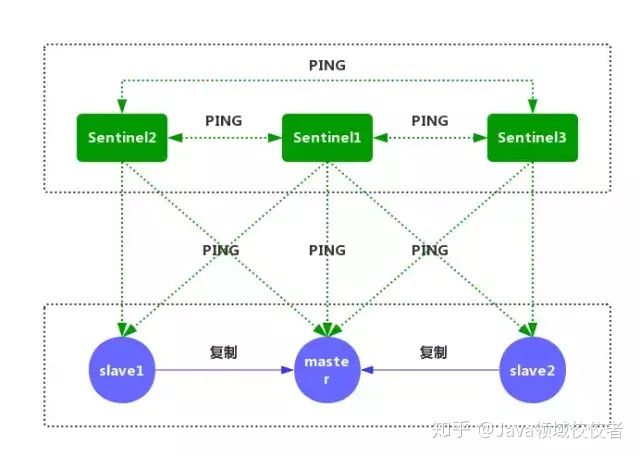 PING
Sentinel2
PING
Sentinel1
PING
Sentinel3
PING
PING
PING
slave1
复制
maste
r
复制
slave2
知乎 @Java领域佼佼者